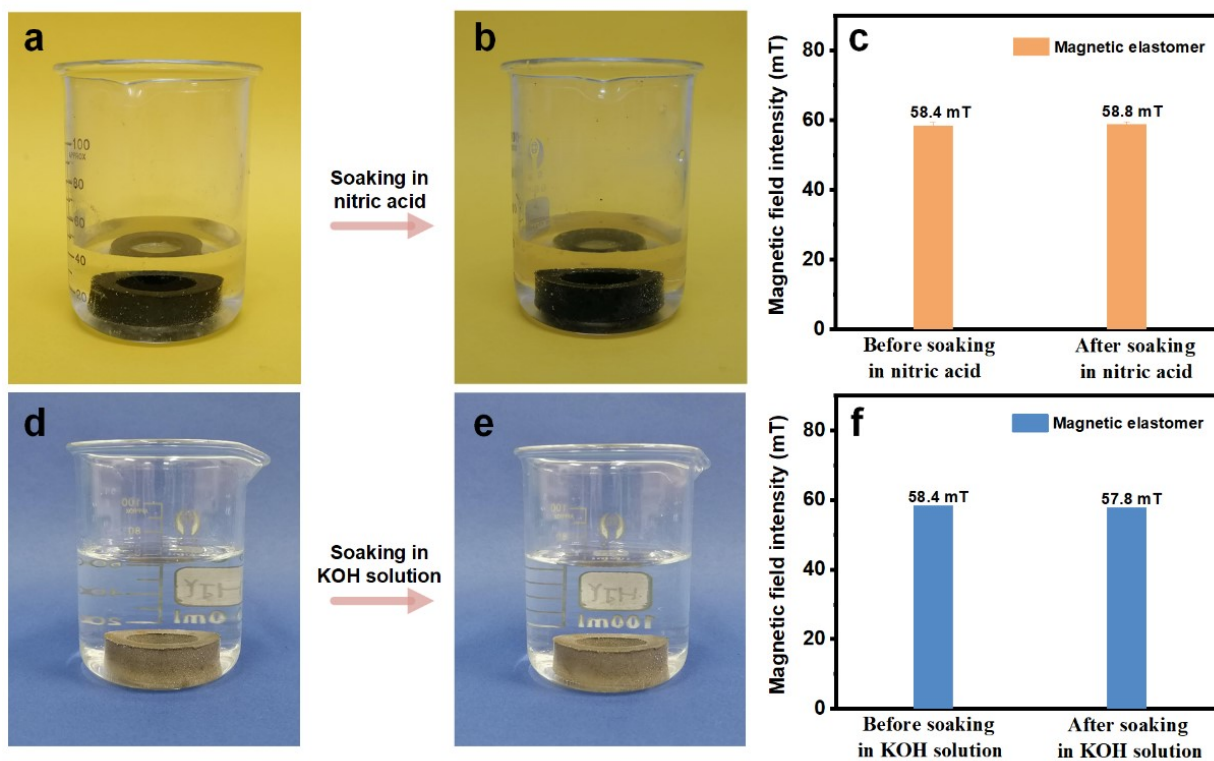 a
100
80
60
40
20
Soaking in
nitric acid
b
c
Magnetic field intensity (mT)
80
60
40
20
0
Magnetic elastomer
58.4 mT
58.8 mT
Before soaking
in nitric acid
After soaking
in nitric acid
d
Soaking in
KOH solution
e
YJH
100ml
f
Magnetic field intensity (mT)
80
60
40
20
0
Magnetic elastomer
58.4 mT
57.8 mT
Before soaking
in KOH solution
After soaking
in KOH solution